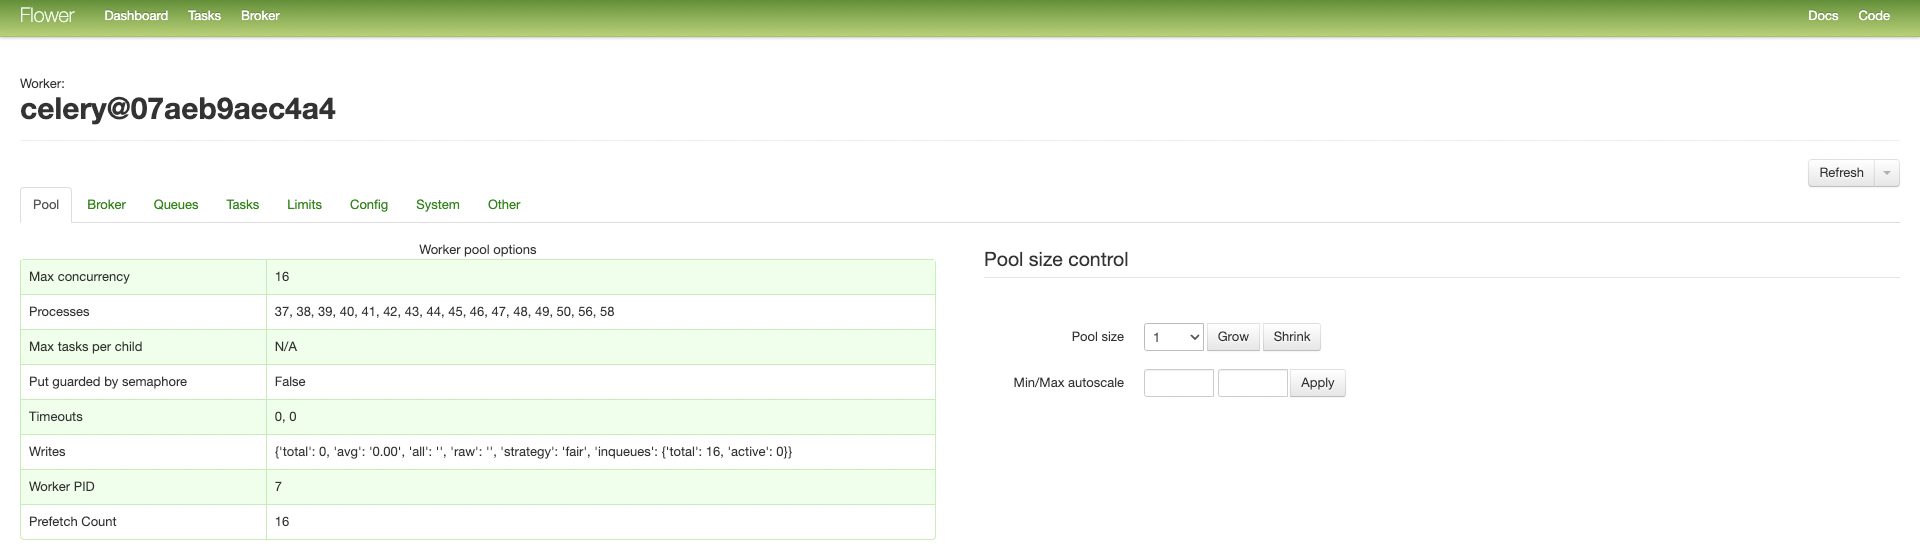 Flower Dashboard Tasks Broker Docs Code
Worker:
celery@07aeb9aec4a4
Refresh
Pool Broker Queues Tasks Limits Config System Other
Worker pool options
Max concurrency 16
Processes 37, 38, 39, 40, 41, 42, 43, 44, 45, 46, 47, 48, 49, 50, 56, 58
Max tasks per child N/A
Put guarded by semaphore False
Timeouts 0, 0
Writes {'total': 0, 'avg': '0.00', 'all': '', 'raw': '', 'strategy': 'fair', 'inqueues': {'total': 16, 'active': 0}}
Worker PID 7
Prefetch Count 16
Pool size control
Pool size 1 Grow Shrink
Min/Max autoscale Apply